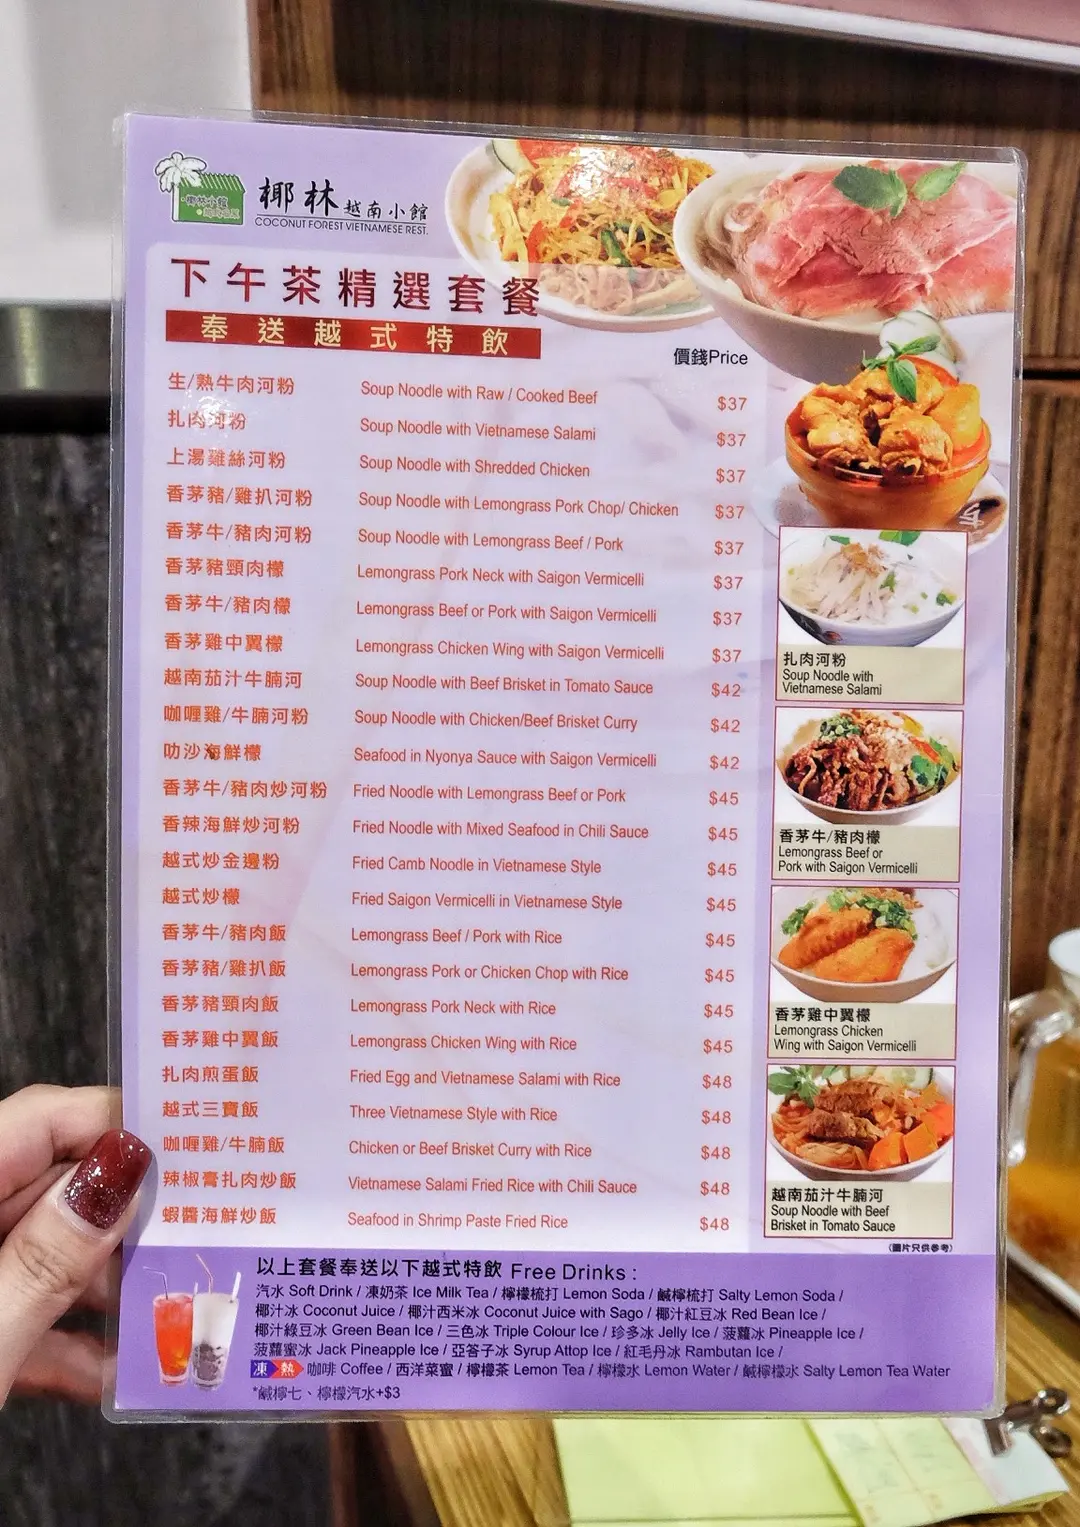 椰林小館
椰林 越南小館
COCONUT FOREST VIETNAMESE REST.
下午茶精選套餐
奉送越式特飲
價錢Price
生/熟牛肉河粉 Soup Noodle with Raw / Cooked Beef $37
扎肉河粉 Soup Noodle with Vietnamese Salami $37
上湯雞絲河粉 Soup Noodle with Shredded Chicken $37
香茅豬/雞扒河粉 Soup Noodle with Lemongrass Pork Chop/ Chicken $37
香茅牛/豬肉河粉 Soup Noodle with Lemongrass Beef / Pork $37
香茅豬頸肉檬 Lemongrass Pork Neck with Saigon Vermicelli $37
香茅牛/豬肉檬 Lemongrass Beef or Pork with Saigon Vermicelli $37
香茅雞中翼檬 Lemongrass Chicken Wing with Saigon Vermicelli $37
越南茄汁牛腩河 Soup Noodle with Beef Brisket in Tomato Sauce $42
咖喱雞/牛腩河粉 Soup Noodle with Chicken/Beef Brisket Curry $42
叻沙海鮮檬 Seafood in Nyonya Sauce with Saigon Vermicelli $42
香茅牛/豬肉炒河粉 Fried Noodle with Lemongrass Beef or Pork $45
香辣海鮮炒河粉 Fried Noodle with Mixed Seafood in Chili Sauce $45
越式炒金邊粉 Fried Camb Noodle in Vietnamese Style $45
越式炒檬 Fried Saigon Vermicelli in Vietnamese Style $45
香茅牛/豬肉飯 Lemongrass Beef / Pork with Rice $45
香茅豬/雞扒飯 Lemongrass Pork or Chicken Chop with Rice $45
香茅豬頸肉飯 Lemongrass Pork Neck with Rice $45
香茅雞中翼飯 Lemongrass Chicken Wing with Rice $45
扎肉煎蛋飯 Fried Egg and Vietnamese Salami with Rice $48
越式三寶飯 Three Vietnamese Style with Rice $48
咖喱雞/牛腩飯 Chicken or Beef Brisket Curry with Rice $48
辣椒膏扎肉炒飯 Vietnamese Salami Fried Rice with Chili Sauce $48
蝦醬海鮮炒飯 Seafood in Shrimp Paste Fried Rice $48
扎肉河粉
Soup Noodle with
Vietnamese Salami
香茅牛/豬肉檬
Lemongrass Beef or
Pork with Saigon Vermicelli
香茅雞中翼檬
Lemongrass Chicken
Wing with Saigon Vermicelli
越南茄汁牛腩河
Soup Noodle with Beef
Brisket in Tomato Sauce
(圖片只供參考)
以上套餐奉送以下越式特飲 Free Drinks :
汽水 Soft Drink / 凍奶茶 Ice Milk Tea / 檸檬梳打 Lemon Soda / 鹹檸梳打 Salty Lemon Soda /
椰汁冰 Coconut Juice / 椰汁西米冰 Coconut Juice with Sago / 椰汁紅豆冰 Red Bean Ice /
椰汁綠豆冰 Green Bean Ice / 三色冰 Triple Colour Ice / 珍多冰 Jelly Ice / 菠蘿冰 Pineapple Ice /
菠蘿蜜冰 Jack Pineapple Ice / 亞荅子冰 Syrup Attop Ice / 紅毛丹冰 Rambutan Ice /
凍 熱 咖啡 Coffee / 西洋菜蜜 / 檸檬茶 Lemon Tea / 檸檬水 Lemon Water / 鹹檸檬水 Salty Lemon Tea Water
*鹹檸七、檸檬汽水+$3